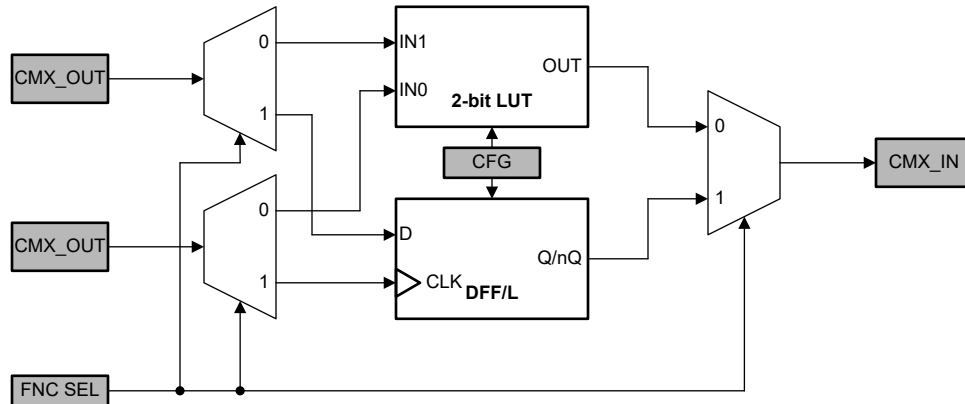 CMX_OUT
0
1
IN1
IN0
OUT
2-bit LUT
CFG
0
1
CMX_IN
CMX_OUT
0
1
D
CLK
Q/nQ
DFF/L
FNC SEL